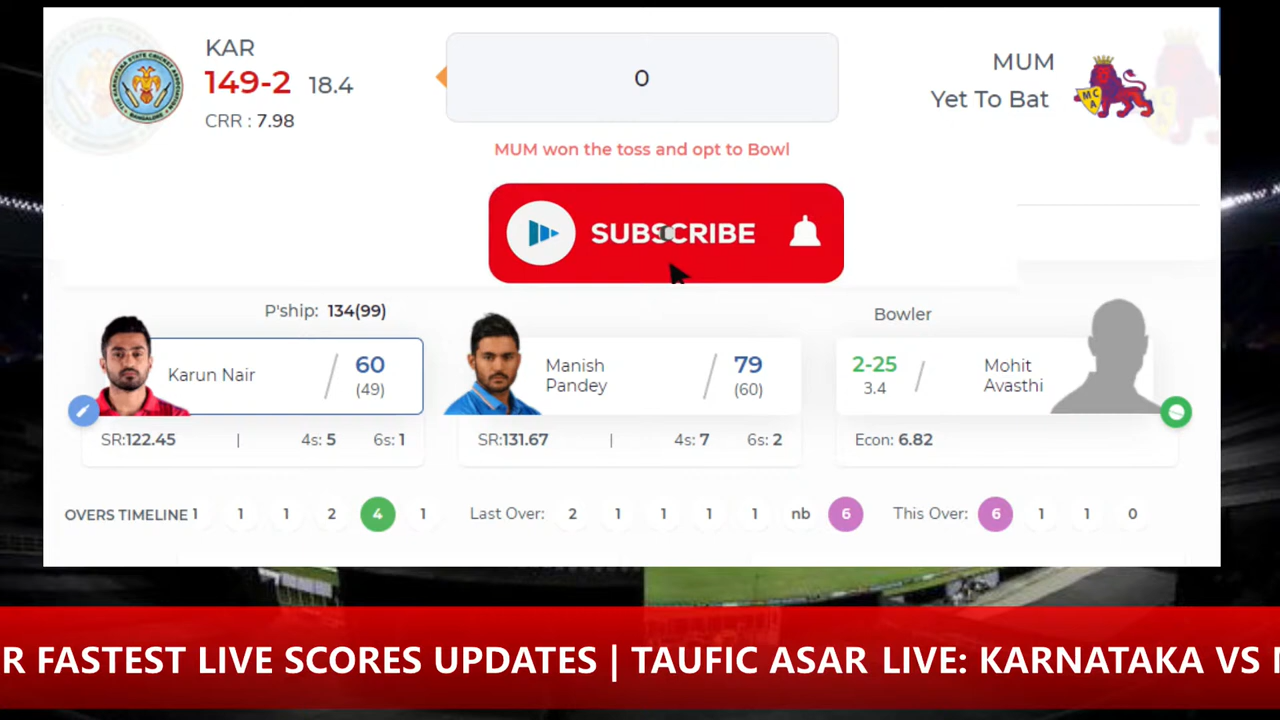 KAR
149-2 18.4
CRR : 7.98
0
MUM
Yet To Bat
MCA
MUM won the toss and opt to Bowl
SUBSCRIBE
P'ship: 134(99)
Bowler
Karun Nair / 60 (49)
Manish Pandey / 79 (60)
2-25 3.4 / Mohit Avasthi
SR:122.45 | 4s: 5 6s: 1
SR:131.67 | 4s: 7 6s: 2
Econ: 6.82
OVERS TIMELINE 1 1 1 2 4 1 Last Over: 2 1 1 1 1 nb 6 This Over: 6 1 1 0
R FASTEST LIVE SCORES UPDATES | TAUFIC ASAR LIVE: KARNATAKA VS